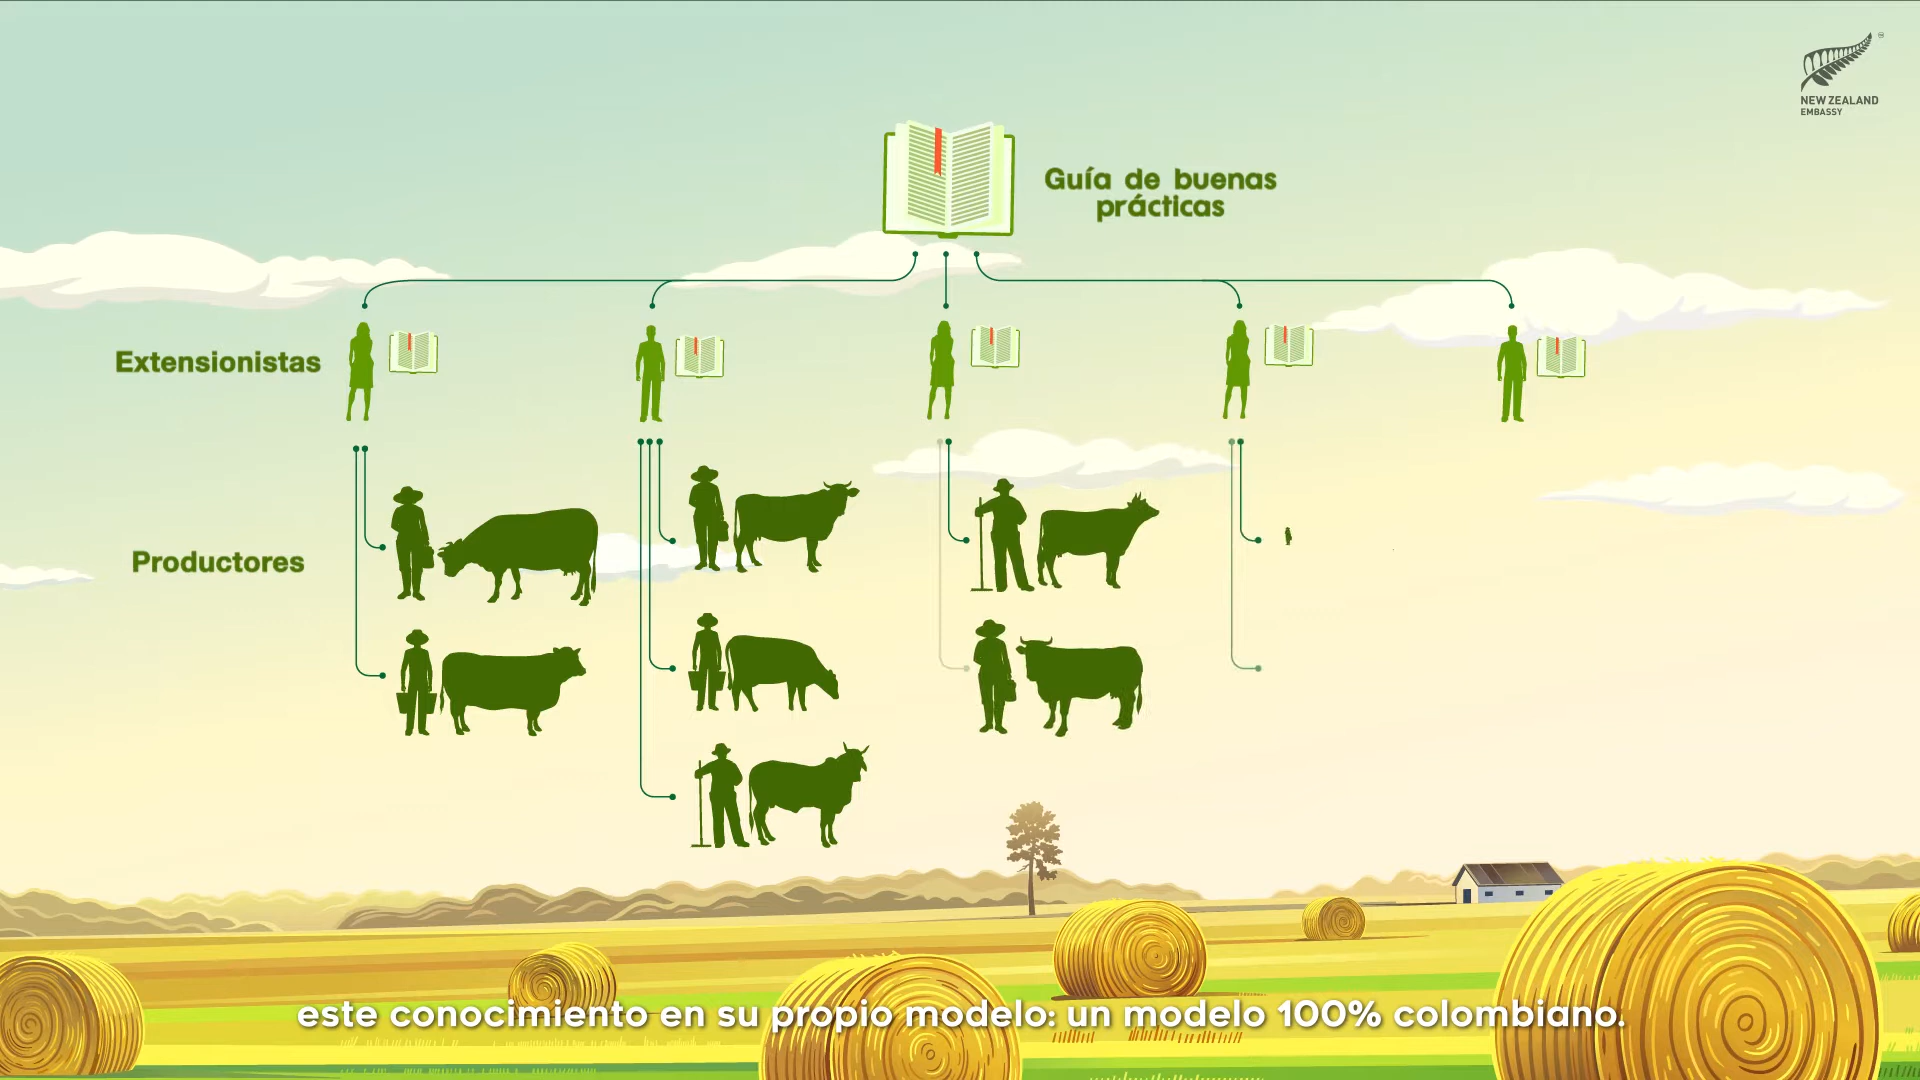 NEW ZEALAND
EMBASSY
Guía de buenas
prácticas
Extensionistas
Productores
este conocimiento en su propio modelo: un modelo 100% colombiano.